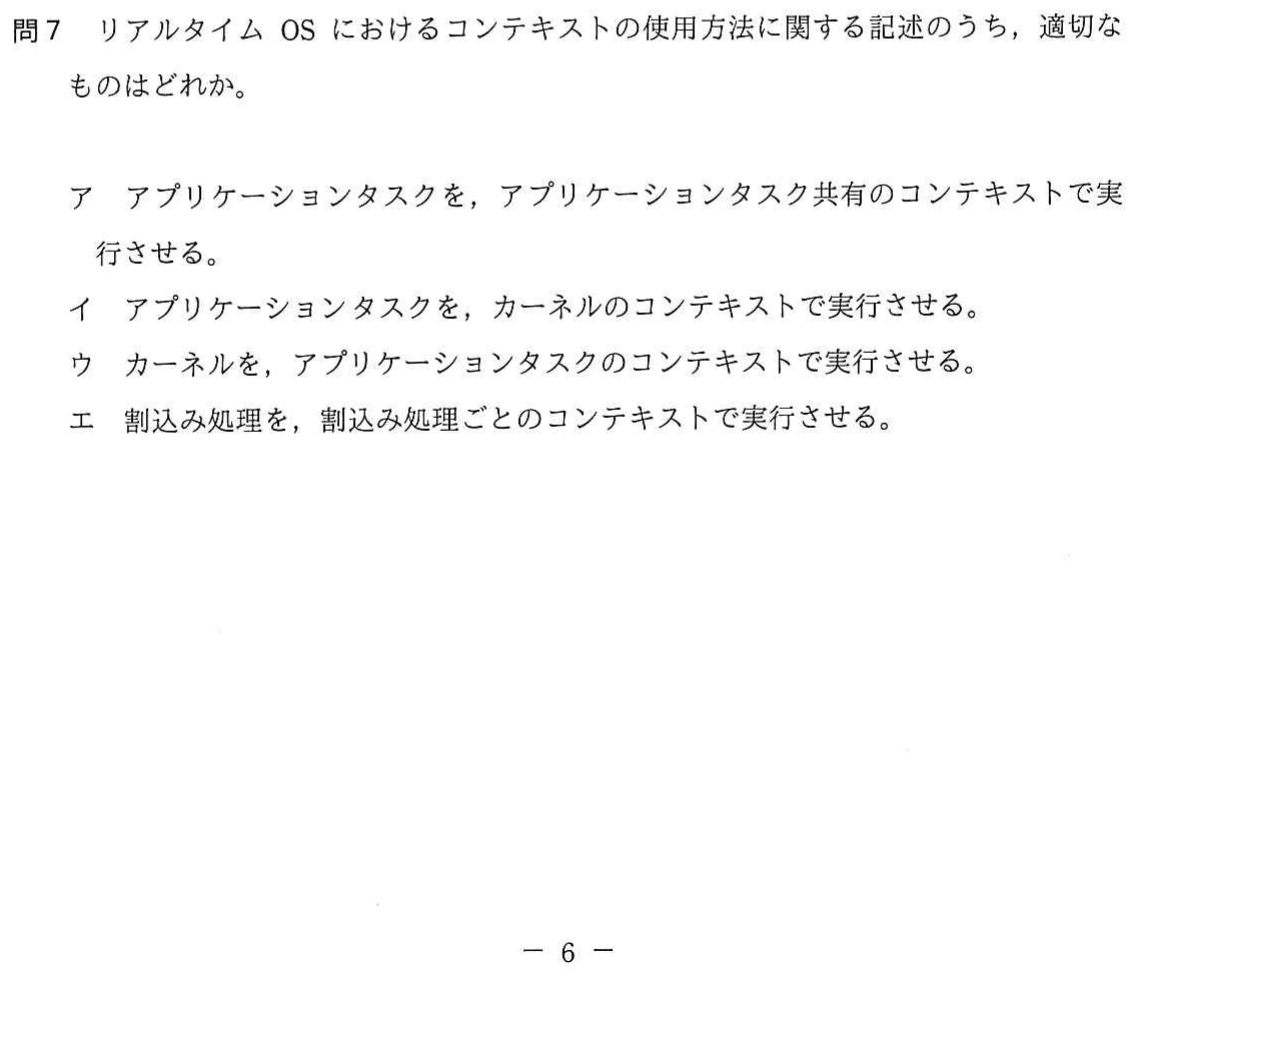 問7 リアルタイム OS におけるコンテキストの使用方法に関する記述のうち，適切な
ものはどれか。
ア アプリケーションタスクを，アプリケーションタスク共有のコンテキストで実
行させる。
イ アプリケーションタスクを，カーネルのコンテキストで実行させる。
ウ カーネルを，アプリケーションタスクのコンテキストで実行させる。
エ 割込み処理を，割込み処理ごとのコンテキストで実行させる。
― 6 ―